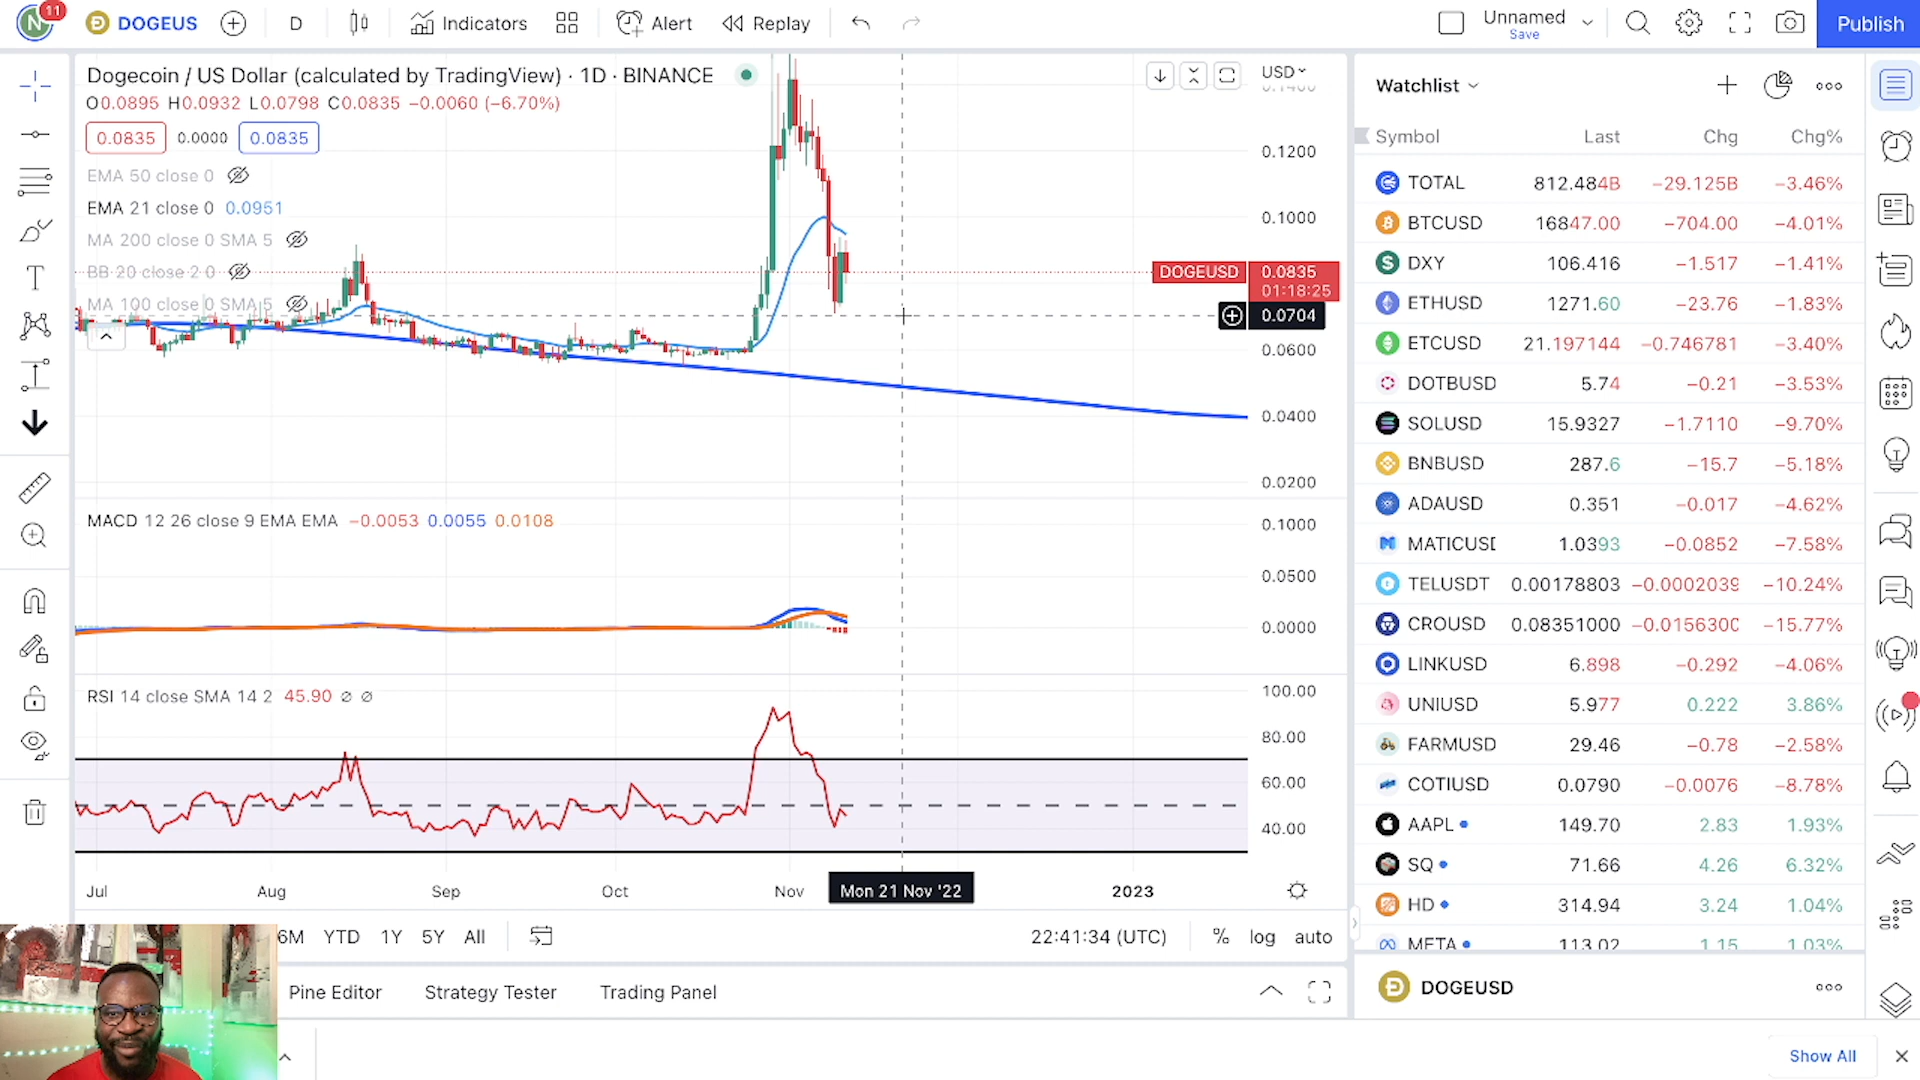 N 11 DOGEUS D Indicators Alert Replay Unnamed Save Publish
Dogecoin / US Dollar (calculated by TradingView) · 1D · BINANCE
O0.0895 H0.0932 L0.0798 C0.0835 −0.0060 (−6.70%)
0.0835 0.0000 0.0835
EMA 50 close 0
EMA 21 close 0 0.0951
MA 200 close 0 SMA 5
BB 20 close 2 0
MA 100 close 0 SMA 5
USD
0.1400
0.1200
0.1000
DOGEUSD 0.0835
01:18:25
0.0704
0.0600
0.0400
0.0200
MACD 12 26 close 9 EMA EMA −0.0053 0.0055 0.0108
0.1000
0.0500
0.0000
RSI 14 close SMA 14 2 45.90 ∅ ∅
100.00
80.00
60.00
40.00
Jul Aug Sep Oct Nov Mon 21 Nov '22 2023
6M YTD 1Y 5Y All 22:41:34 (UTC) % log auto
Pine Editor Strategy Tester Trading Panel
Watchlist
Symbol Last Chg Chg%
TOTAL 812.484B −29.125B −3.46%
BTCUSD 16847.00 −704.00 −4.01%
DXY 106.416 −1.517 −1.41%
ETHUSD 1271.60 −23.76 −1.83%
ETCUSD 21.197144 −0.746781 −3.40%
DOTBUSD 5.74 −0.21 −3.53%
SOLUSD 15.9327 −1.7110 −9.70%
BNBUSD 287.6 −15.7 −5.18%
ADAUSD 0.351 −0.017 −4.62%
MATICUSD 1.0393 −0.0852 −7.58%
TELUSDT 0.00178803 −0.0002039 −10.24%
CROUSD 0.08351000 −0.0156300 −15.77%
LINKUSD 6.898 −0.292 −4.06%
UNIUSD 5.977 0.222 3.86%
FARMUSD 29.46 −0.78 −2.58%
COTIUSD 0.0790 −0.0076 −8.78%
AAPL 149.70 2.83 1.93%
SQ 71.66 4.26 6.32%
HD 314.94 3.24 1.04%
META 113.02 1.15 1.03%
DOGEUSD
Show All